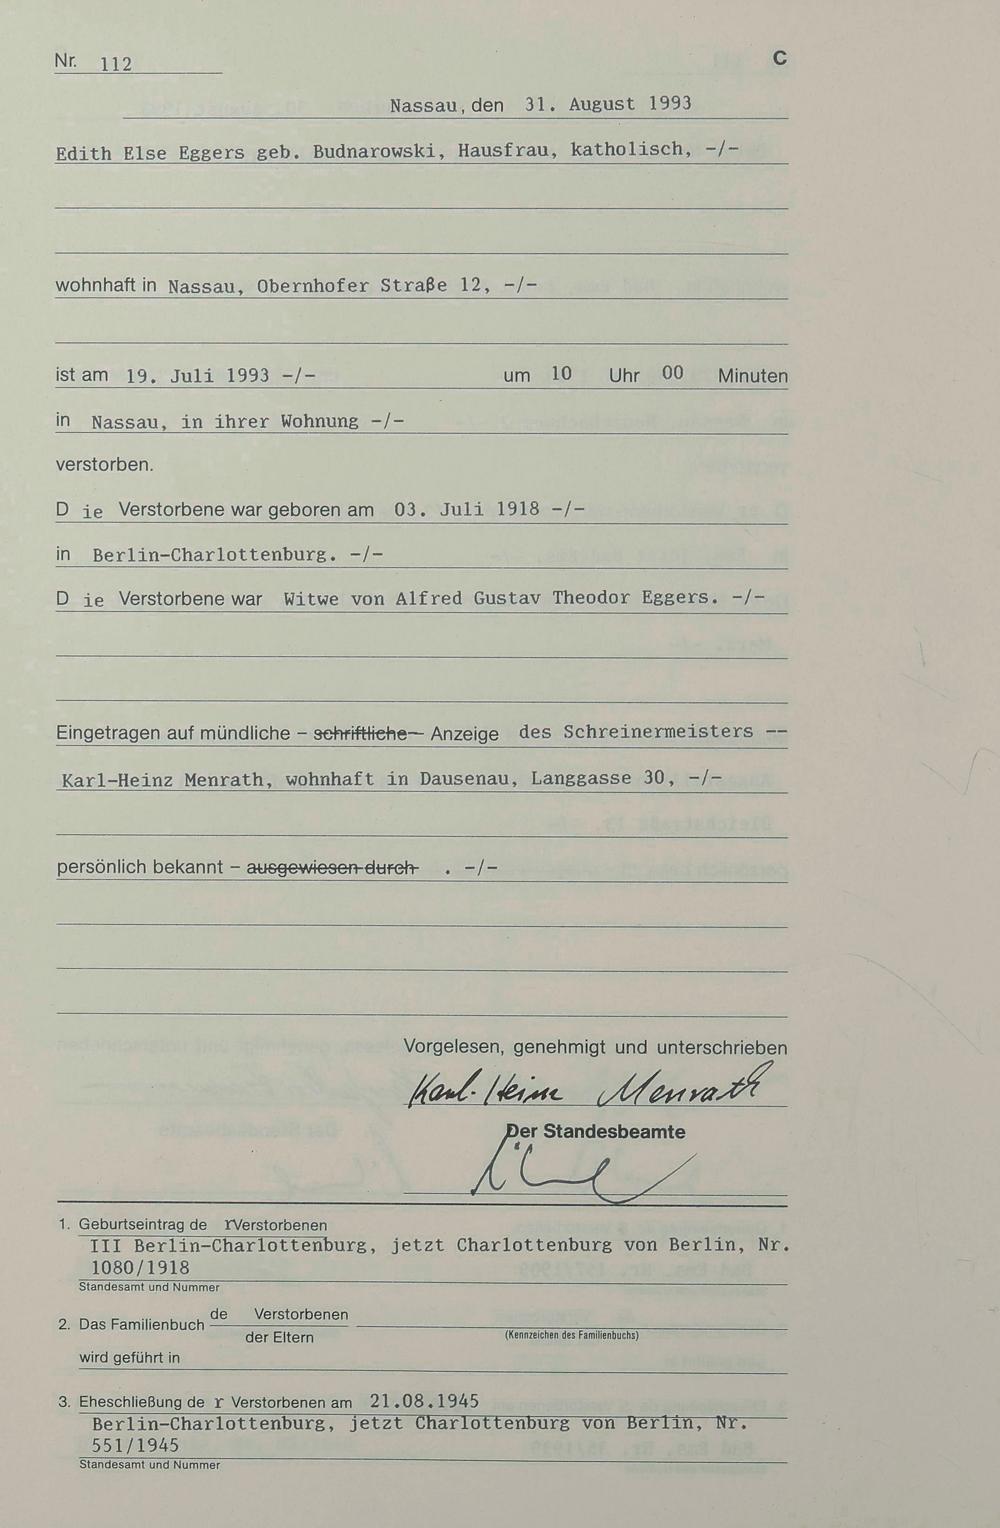 Nr. 112 C
Nassau, den 31. August 1993
Edith Else Eggers geb. Budnarowski, Hausfrau, katholisch, -/-
wohnhaft in Nassau, Obernhofer Straße 12, -/-
ist am 19. Juli 1993 -/- um 10 Uhr 00 Minuten
in Nassau, in ihrer Wohnung -/-
verstorben.
D ie Verstorbene war geboren am 03. Juli 1918 -/-
in Berlin-Charlottenburg. -/-
D ie Verstorbene war Witwe von Alfred Gustav Theodor Eggers. -/-
Eingetragen auf mündliche – schriftliche – Anzeige des Schreinermeisters --
Karl-Heinz Menrath, wohnhaft in Dausenau, Langgasse 30, -/-
persönlich bekannt – ausgewiesen durch . -/-
Vorgelesen, genehmigt und unterschrieben
Karl-Heinz Menrath
Der Standesbeamte
1. Geburtseintrag de r Verstorbenen
III Berlin-Charlottenburg, jetzt Charlottenburg von Berlin, Nr.
1080/1918
Standesamt und Nummer
2. Das Familienbuch de Verstorbenen
der Eltern (Kennzeichen des Familienbuchs)
wird geführt in
3. Eheschließung de r Verstorbenen am 21.08.1945
Berlin-Charlottenburg, jetzt Charlottenburg von Berlin, Nr.
551/1945
Standesamt und Nummer